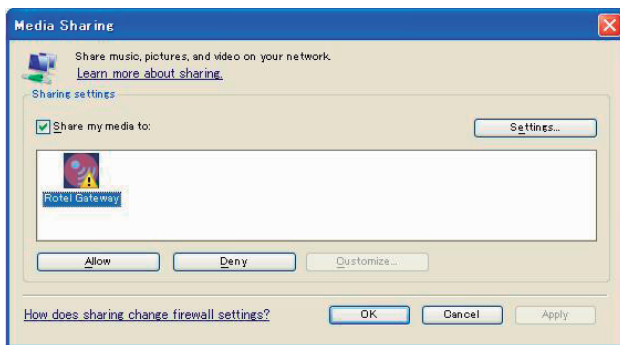 Media Sharing
Share music, pictures, and video on your network.
Learn more about sharing.
Sharing settings
Share my media to:
Settings...
Rotel Gateway
Allow
Deny
Customize...
How does sharing change firewall settings?
OK
Cancel
Apply